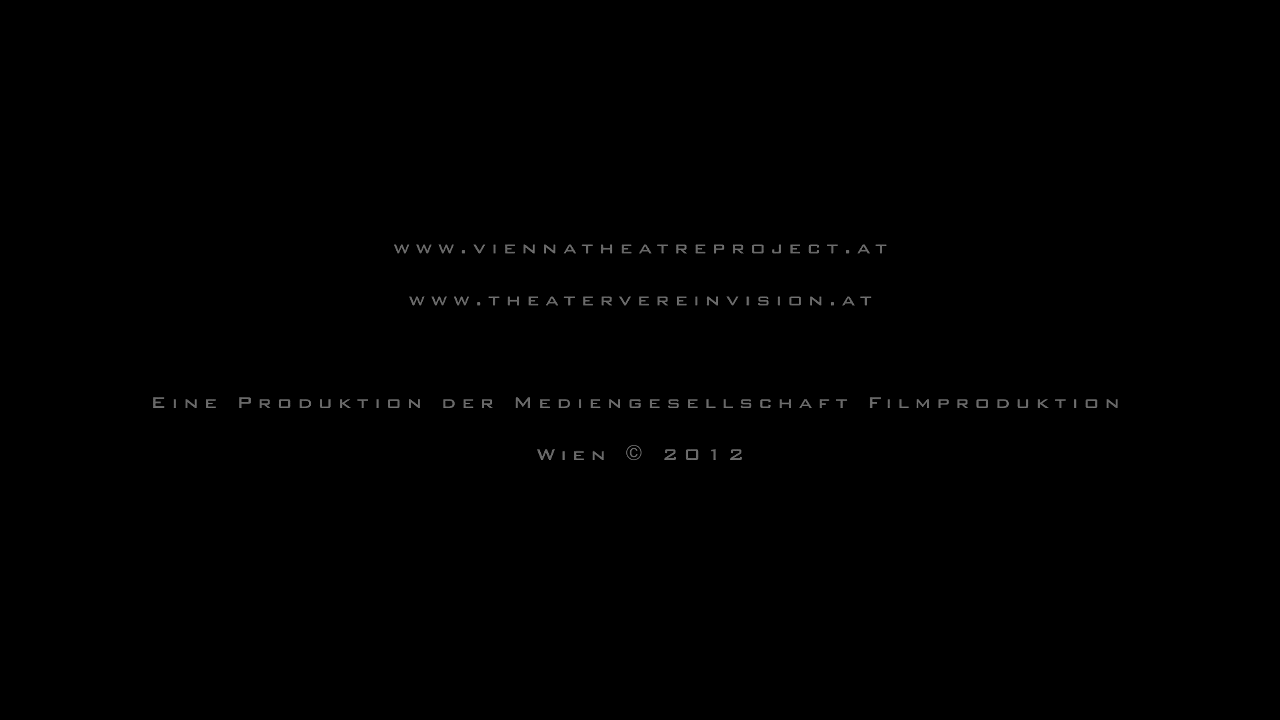 www.viennatheatreproject.at
www.theatervereinvision.at
Eine Produktion der Mediengesellschaft Filmproduktion
Wien © 2012